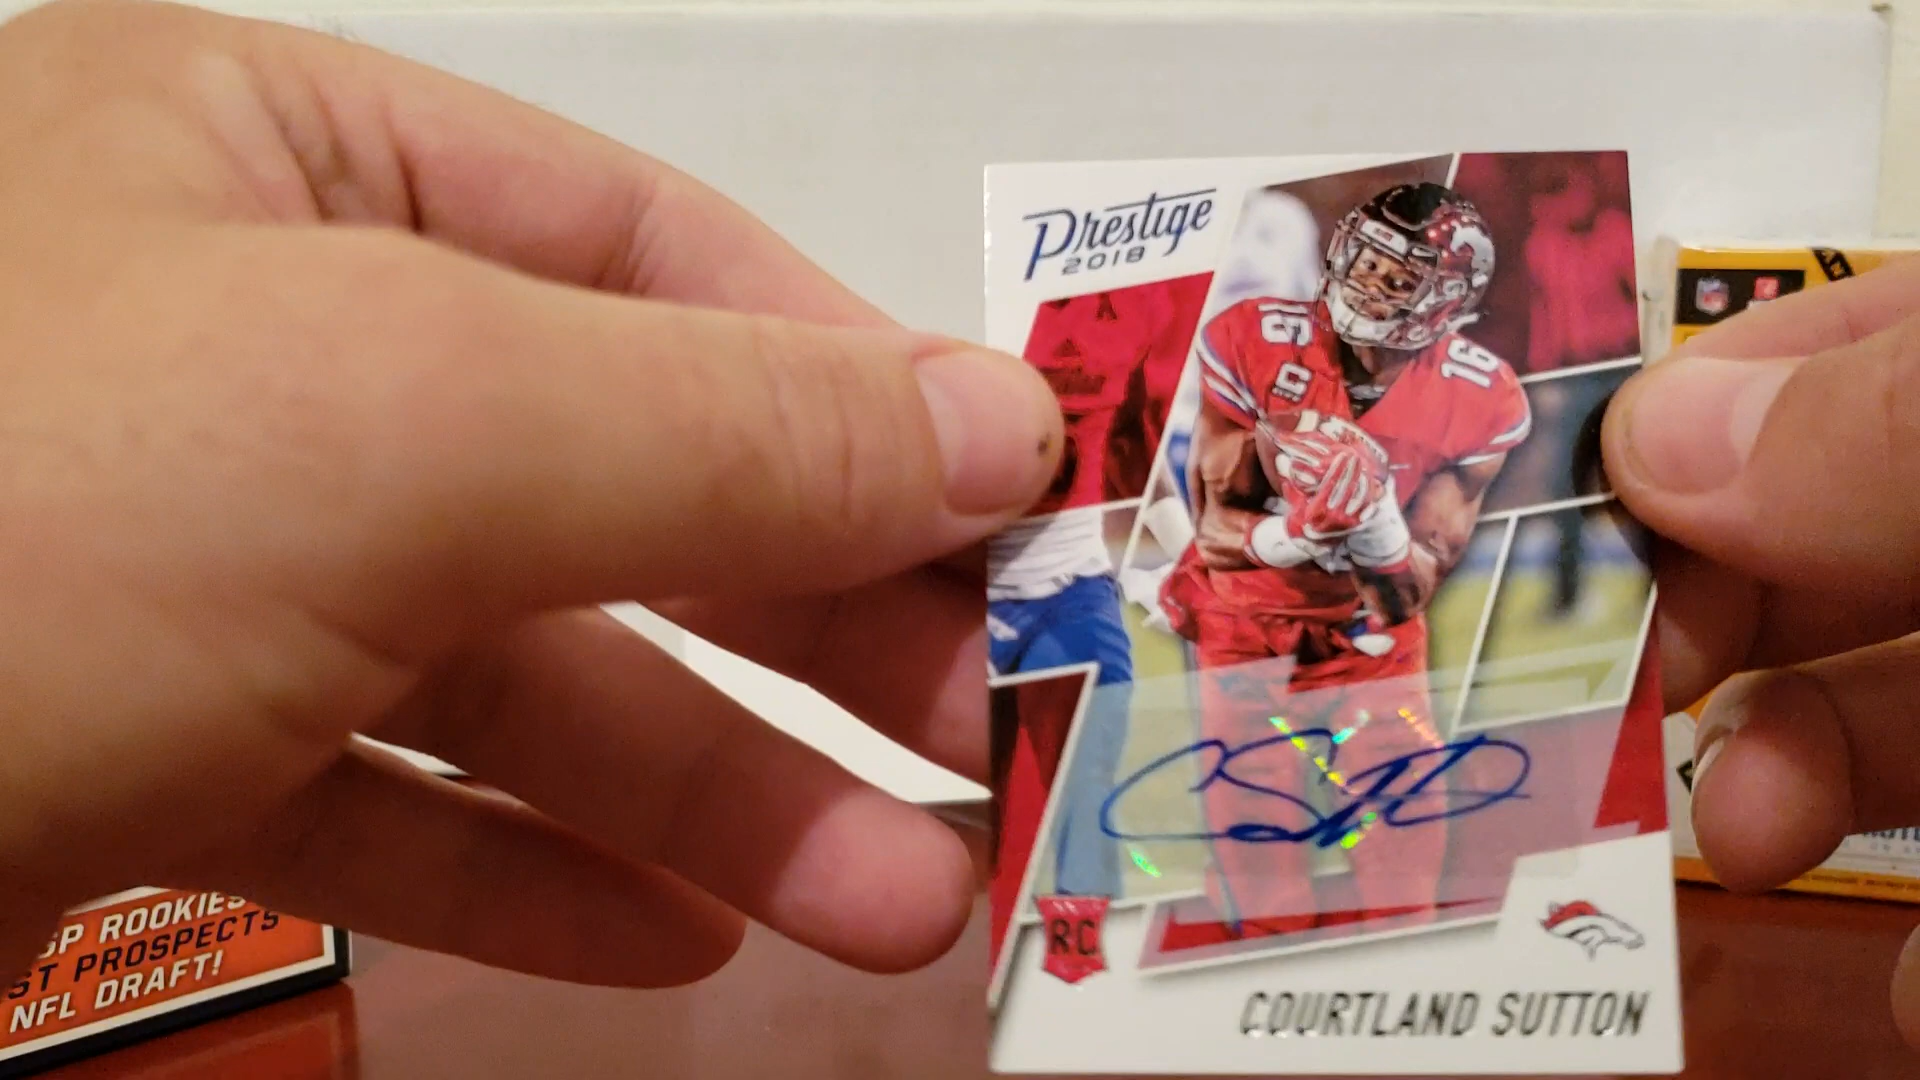 Prestige
2018
16
C
16
RC
COURTLAND SUTTON
SP ROOKIES
ST PROSPECTS
NFL DRAFT!